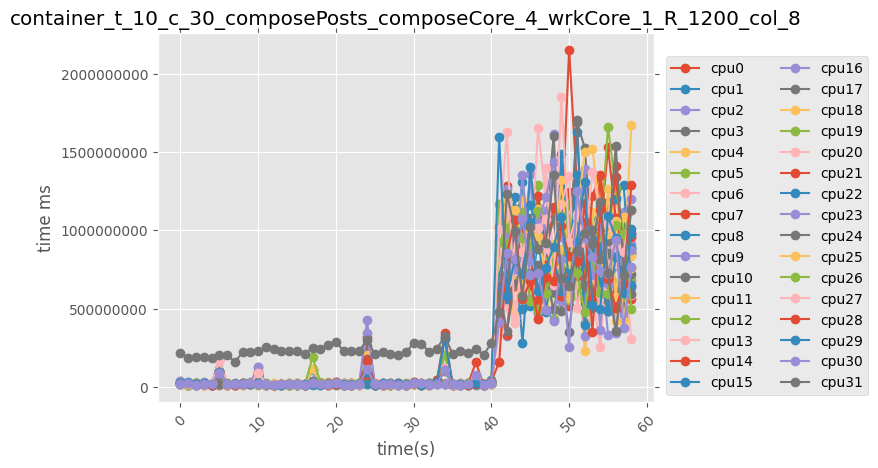 container_t_10_c_30_composePosts_composeCore_4_wrkCore_1_R_1200_col_8
2000000000
1500000000
1000000000
500000000
0
time ms
0
10
20
30
40
50
60
time(s)
cpu0
cpu1
cpu2
cpu3
cpu4
cpu5
cpu6
cpu7
cpu8
cpu9
cpu10
cpu11
cpu12
cpu13
cpu14
cpu15
cpu16
cpu17
cpu18
cpu19
cpu20
cpu21
cpu22
cpu23
cpu24
cpu25
cpu26
cpu27
cpu28
cpu29
cpu30
cpu31